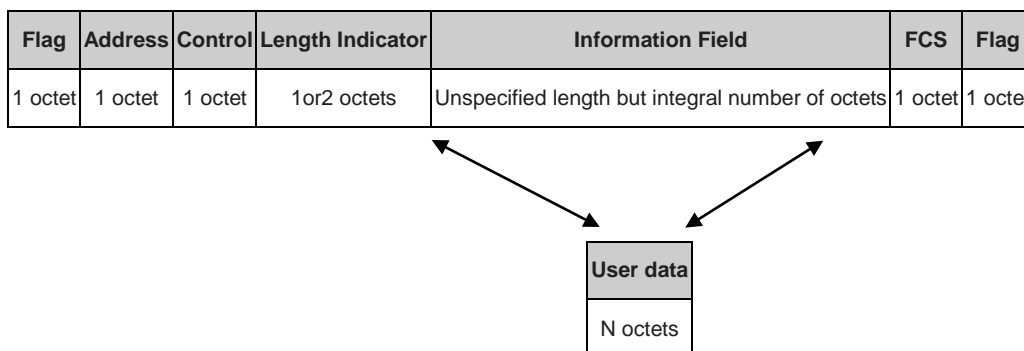 Flag Address Control Length Indicator Information Field FCS Flag
1 octet 1 octet 1 octet 1or2 octets Unspecified length but integral number of octets 1 octet 1 octe
User data
N octets